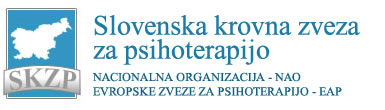 Slovenska krovna zveza
za psihoterapijo
SKZP
NACIONALNA ORGANIZACIJA - NAO
EVROPSKE ZVEZE ZA PSIHOTERAPIJO - EAP